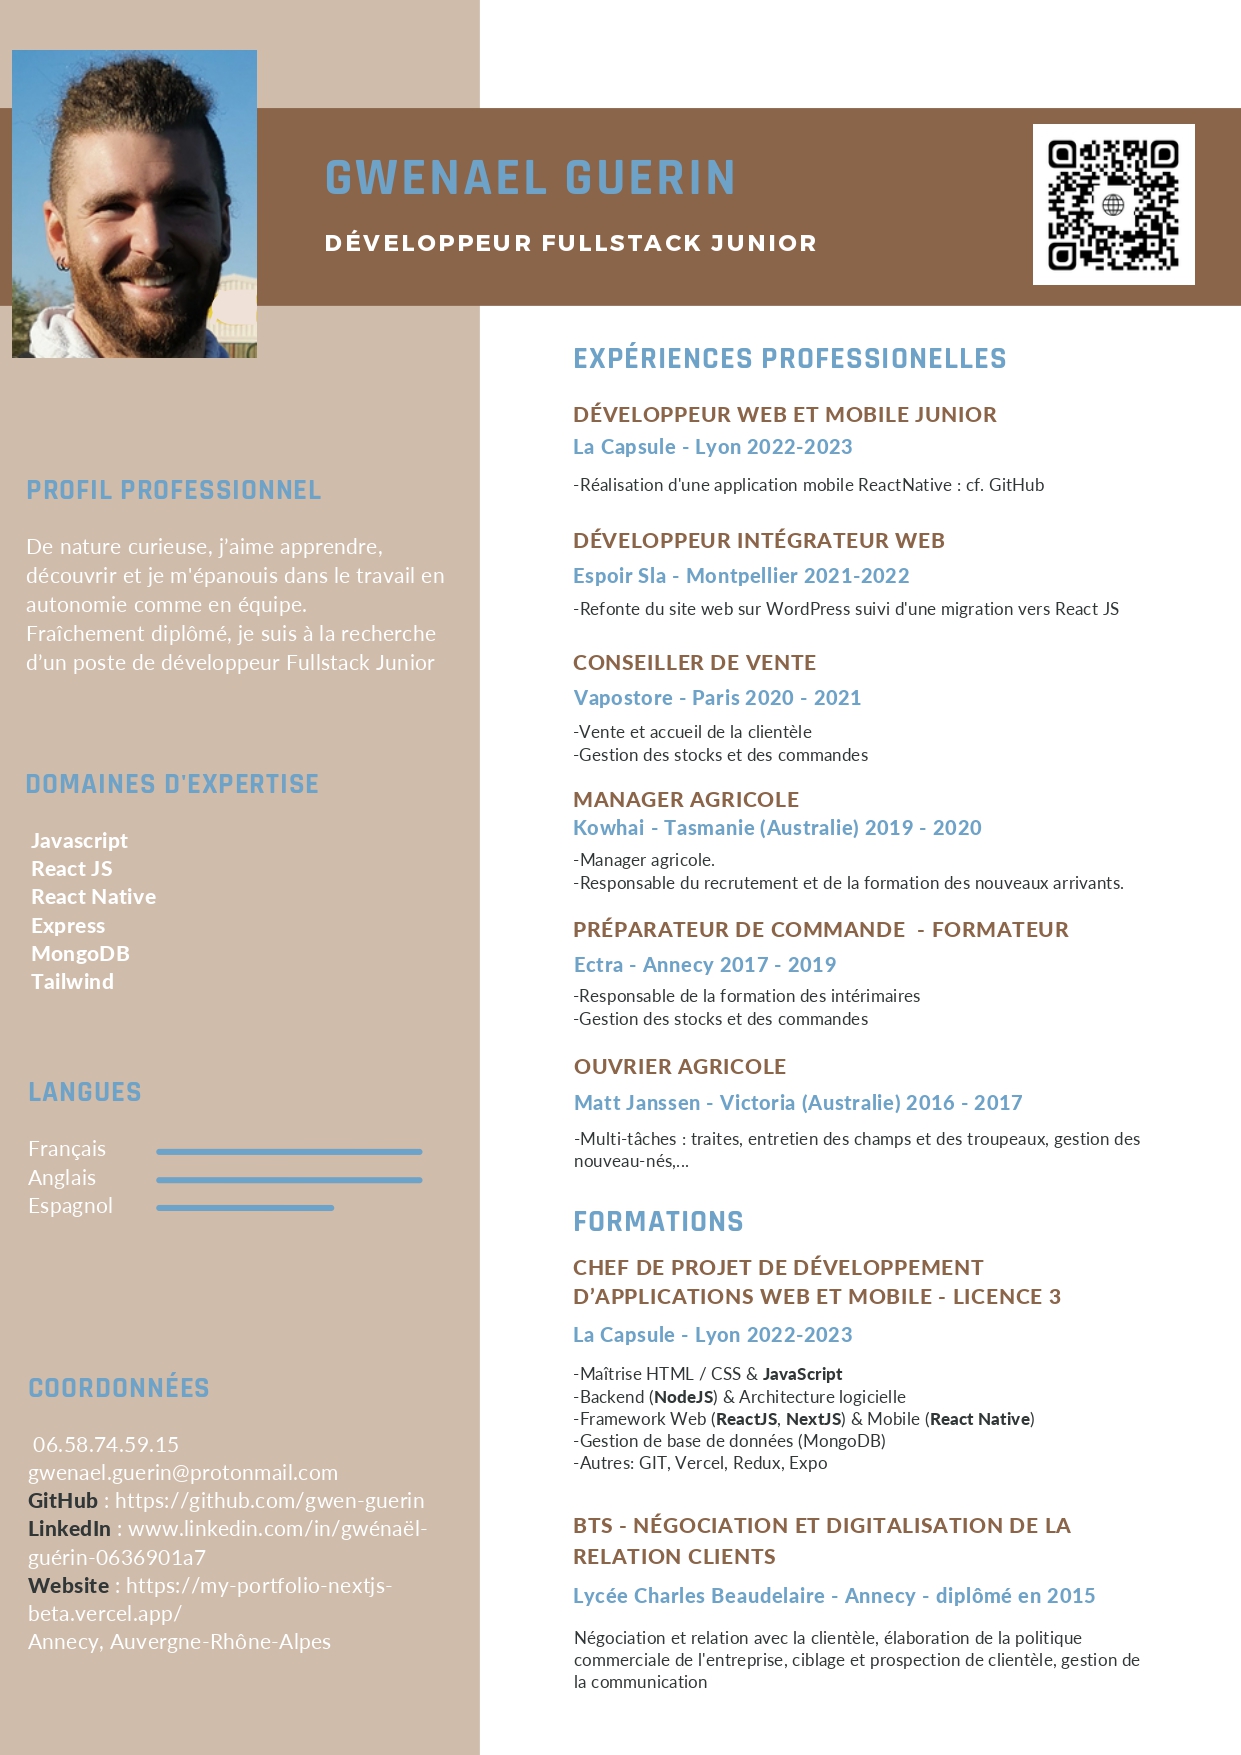 GWENAEL GUERIN
DÉVELOPPEUR FULLSTACK JUNIOR
PROFIL PROFESSIONNEL
De nature curieuse, j’aime apprendre,
découvrir et je m'épanouis dans le travail en
autonomie comme en équipe.
Fraîchement diplômé, je suis à la recherche
d’un poste de développeur Fullstack Junior
DOMAINES D'EXPERTISE
Javascript
React JS
React Native
Express
MongoDB
Tailwind
LANGUES
Français
Anglais
Espagnol
COORDONNÉES
06.58.74.59.15
gwenael.guerin@protonmail.com
GitHub : https://github.com/gwen-guerin
LinkedIn : www.linkedin.com/in/gwénaël-
guérin-0636901a7
Website : https://my-portfolio-nextjs-
beta.vercel.app/
Annecy, Auvergne-Rhône-Alpes
EXPÉRIENCES PROFESSIONELLES
DÉVELOPPEUR WEB ET MOBILE JUNIOR
La Capsule - Lyon 2022-2023
-Réalisation d'une application mobile ReactNative : cf. GitHub
DÉVELOPPEUR INTÉGRATEUR WEB
Espoir Sla - Montpellier 2021-2022
-Refonte du site web sur WordPress suivi d'une migration vers React JS
CONSEILLER DE VENTE
Vapostore - Paris 2020 - 2021
-Vente et accueil de la clientèle
-Gestion des stocks et des commandes
MANAGER AGRICOLE
Kowhai - Tasmanie (Australie) 2019 - 2020
-Manager agricole.
-Responsable du recrutement et de la formation des nouveaux arrivants.
PRÉPARATEUR DE COMMANDE - FORMATEUR
Ectra - Annecy 2017 - 2019
-Responsable de la formation des intérimaires
-Gestion des stocks et des commandes
OUVRIER AGRICOLE
Matt Janssen - Victoria (Australie) 2016 - 2017
-Multi-tâches : traites, entretien des champs et des troupeaux, gestion des
nouveau-nés,...
FORMATIONS
CHEF DE PROJET DE DÉVELOPPEMENT
D’APPLICATIONS WEB ET MOBILE - LICENCE 3
La Capsule - Lyon 2022-2023
-Maîtrise HTML / CSS & JavaScript
-Backend (NodeJS) & Architecture logicielle
-Framework Web (ReactJS, NextJS) & Mobile (React Native)
-Gestion de base de données (MongoDB)
-Autres: GIT, Vercel, Redux, Expo
BTS - NÉGOCIATION ET DIGITALISATION DE LA
RELATION CLIENTS
Lycée Charles Beaudelaire - Annecy - diplômé en 2015
Négociation et relation avec la clientèle, élaboration de la politique
commerciale de l'entreprise, ciblage et prospection de clientèle, gestion de
la communication